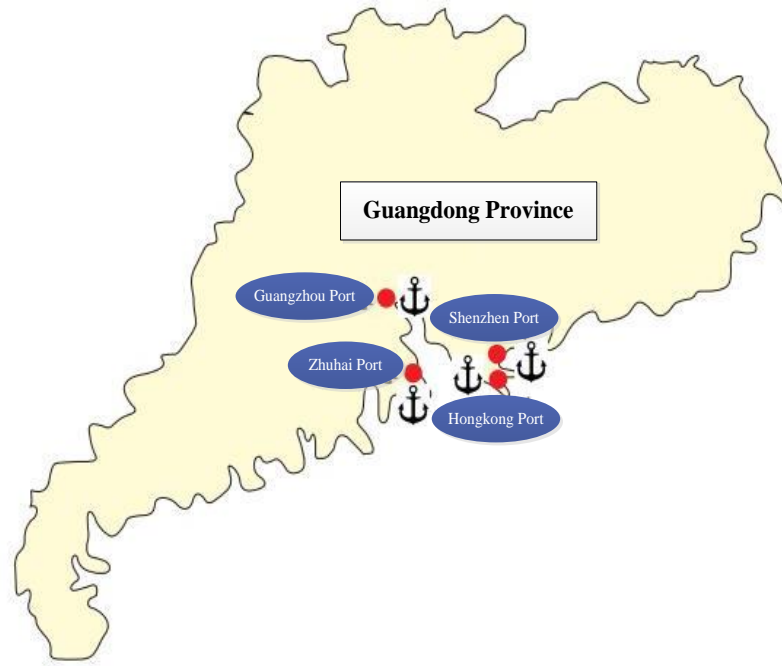 Guangdong Province
Guangzhou Port
Shenzhen Port
Zhuhai Port
Hongkong Port